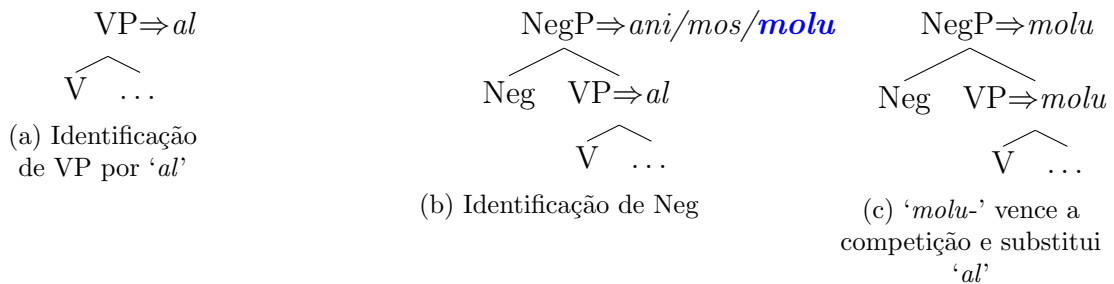 VP⇒al
V ...
(a) Identificação
de VP por ‘al’
NegP⇒ani/mos/molu
Neg VP⇒al
V ...
(b) Identificação de Neg
NegP⇒molu
Neg VP⇒molu
V ...
(c) ‘molu-’ vence a
competição e substitui
‘al’